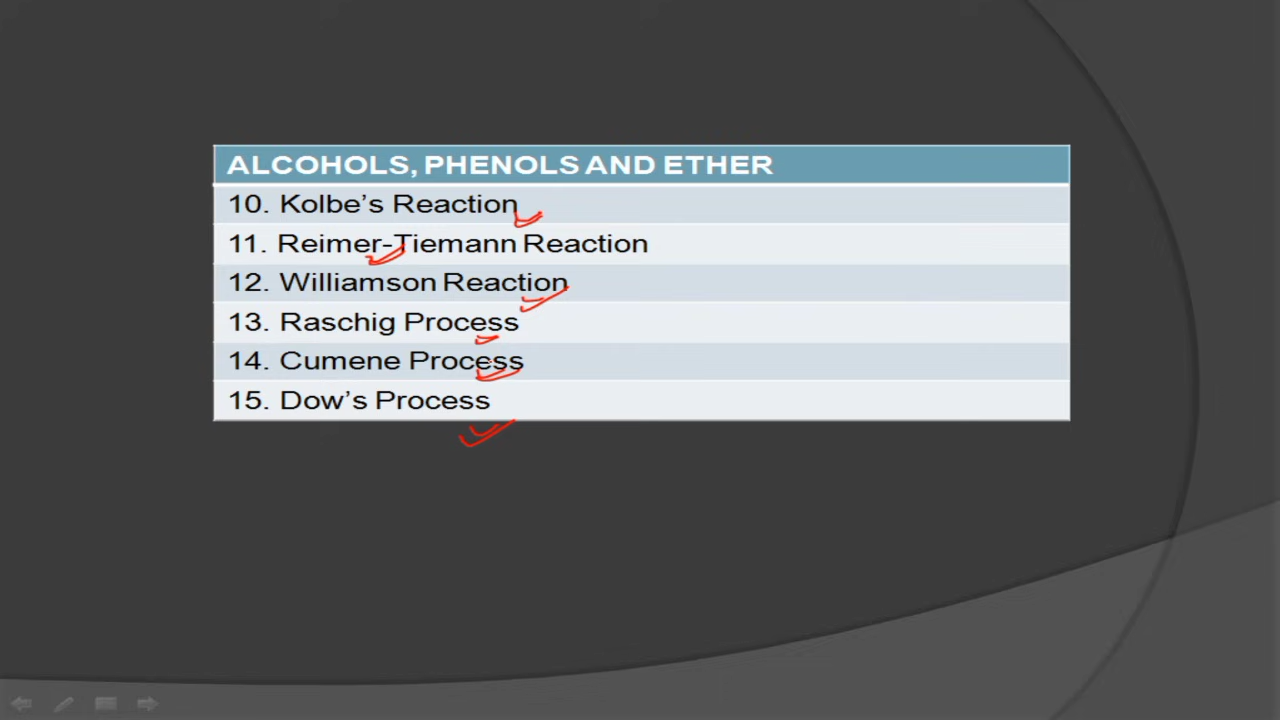 ALCOHOLS, PHENOLS AND ETHER
10. Kolbe's Reaction
11. Reimer-Tiemann Reaction
12. Williamson Reaction
13. Raschig Process
14. Cumene Process
15. Dow's Process